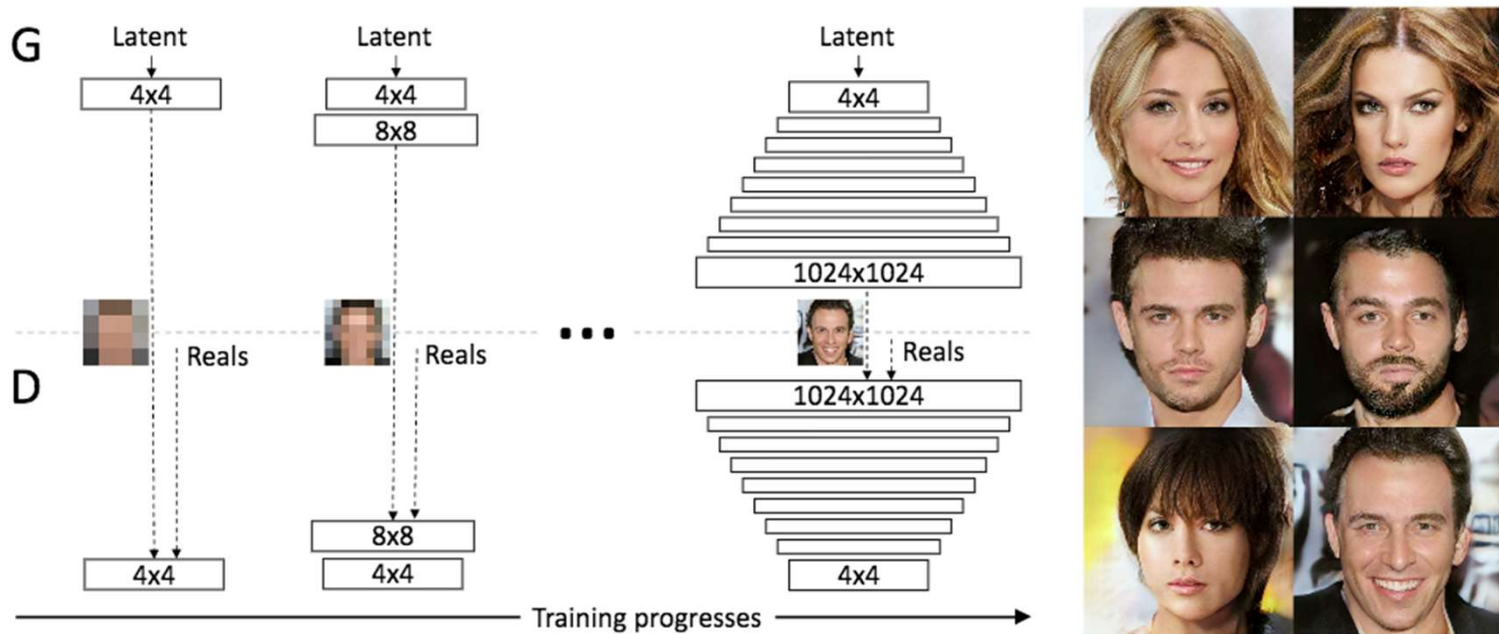 G
Latent
4x4
Latent
4x4
8x8
Latent
4x4
1024x1024
Reals
Reals
Reals
D
1024x1024
8x8
4x4
4x4
4x4
Training progresses